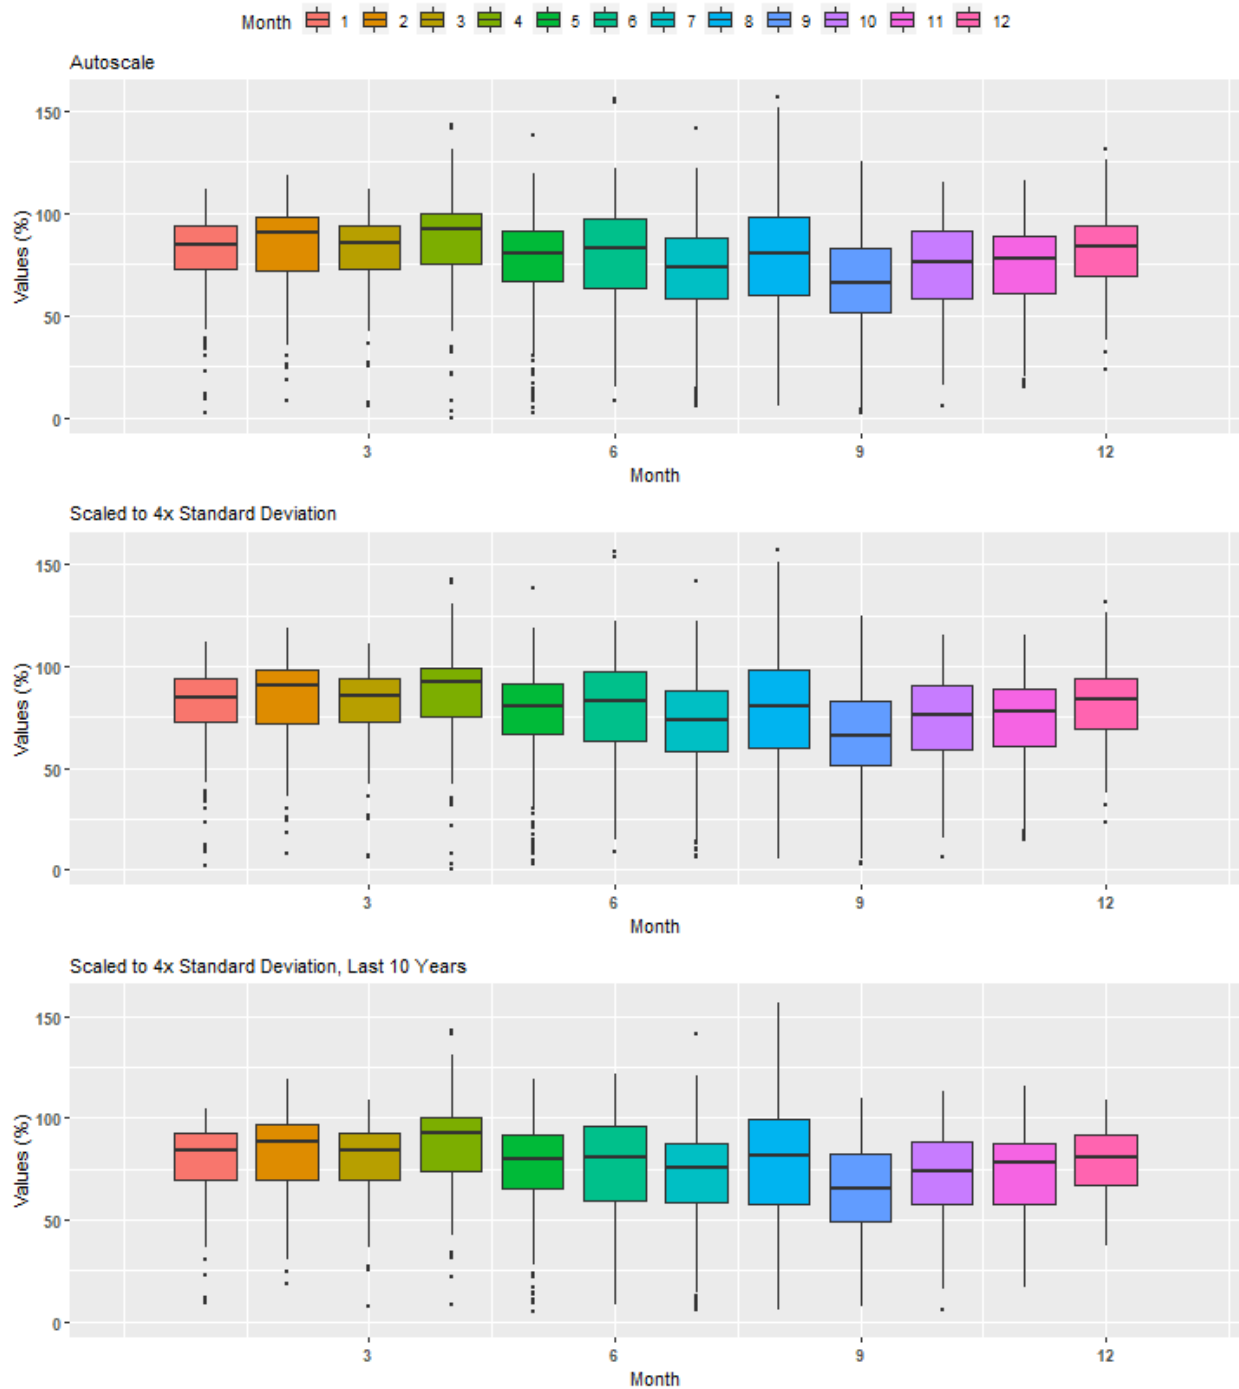 Month 1 2 3 4 5 6 7 8 9 10 11 12
Autoscale
Values (%)
150
100
50
0
3 6 9 12
Month
Scaled to 4x Standard Deviation
Values (%)
150
100
50
0
3 6 9 12
Month
Scaled to 4x Standard Deviation, Last 10 Years
Values (%)
150
100
50
0
3 6 9 12
Month